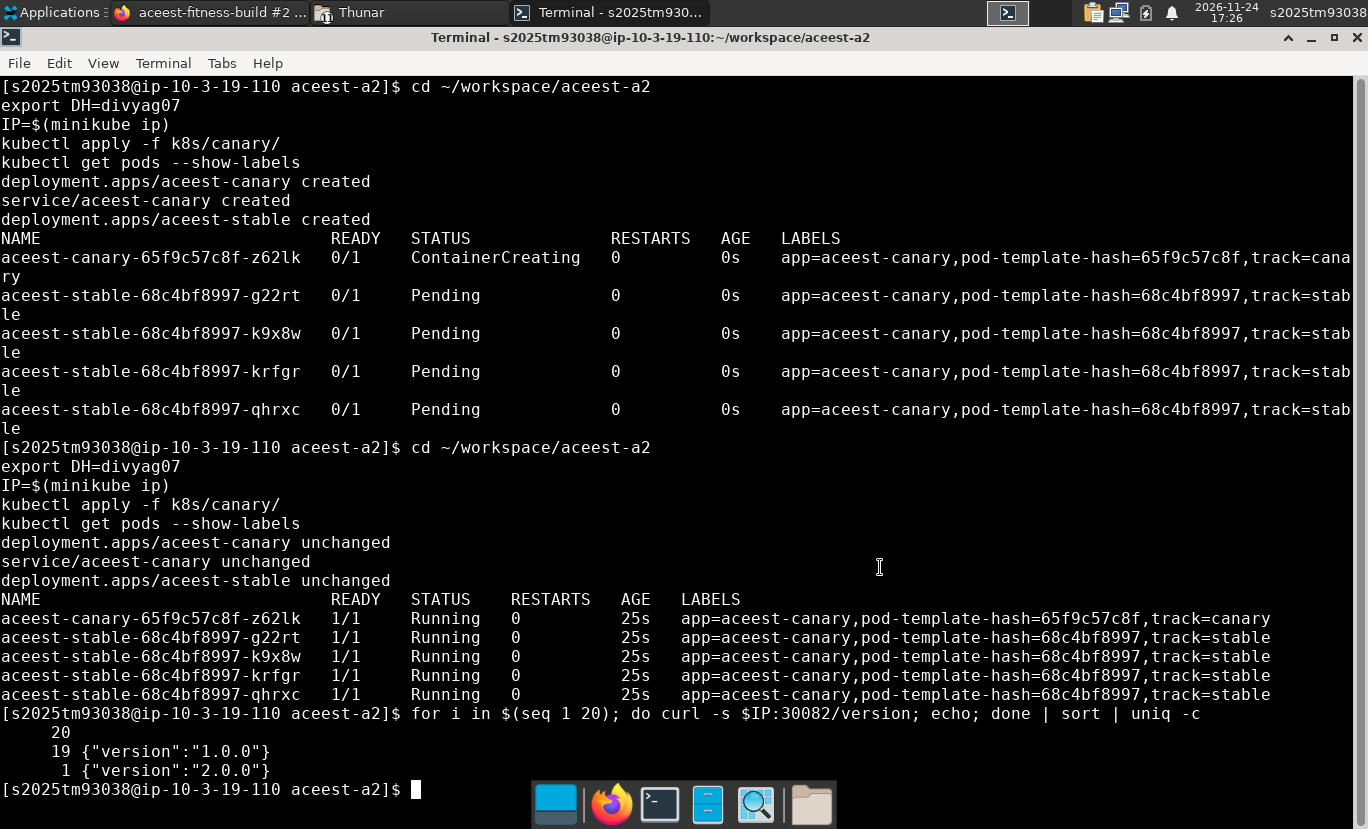 Applications
aceest-fitness-build #2 ...
Thunar
Terminal - s2025tm930...
2026-11-24
17:26
s2025tm93038
Terminal - s2025tm93038@ip-10-3-19-110:~/workspace/aceest-a2
File Edit View Terminal Tabs Help
[s2025tm93038@ip-10-3-19-110 aceest-a2]$ cd ~/workspace/aceest-a2
export DH=divyag07
IP=$(minikube ip)
kubectl apply -f k8s/canary/
kubectl get pods --show-labels
deployment.apps/aceest-canary created
service/aceest-canary created
deployment.apps/aceest-stable created
NAME                             READY   STATUS              RESTARTS   AGE   LABELS
aceest-canary-65f9c57c8f-z62lk   0/1     ContainerCreating   0          0s    app=aceest-canary,pod-template-hash=65f9c57c8f,track=cana
ry
aceest-stable-68c4bf8997-g22rt   0/1     Pending             0          0s    app=aceest-canary,pod-template-hash=68c4bf8997,track=stab
le
aceest-stable-68c4bf8997-k9x8w   0/1     Pending             0          0s    app=aceest-canary,pod-template-hash=68c4bf8997,track=stab
le
aceest-stable-68c4bf8997-krfgr   0/1     Pending             0          0s    app=aceest-canary,pod-template-hash=68c4bf8997,track=stab
le
aceest-stable-68c4bf8997-qhrxc   0/1     Pending             0          0s    app=aceest-canary,pod-template-hash=68c4bf8997,track=stab
le
[s2025tm93038@ip-10-3-19-110 aceest-a2]$ cd ~/workspace/aceest-a2
export DH=divyag07
IP=$(minikube ip)
kubectl apply -f k8s/canary/
kubectl get pods --show-labels
deployment.apps/aceest-canary unchanged
service/aceest-canary unchanged
deployment.apps/aceest-stable unchanged
NAME                             READY   STATUS    RESTARTS   AGE   LABELS
aceest-canary-65f9c57c8f-z62lk   1/1     Running   0          25s   app=aceest-canary,pod-template-hash=65f9c57c8f,track=canary
aceest-stable-68c4bf8997-g22rt   1/1     Running   0          25s   app=aceest-canary,pod-template-hash=68c4bf8997,track=stable
aceest-stable-68c4bf8997-k9x8w   1/1     Running   0          25s   app=aceest-canary,pod-template-hash=68c4bf8997,track=stable
aceest-stable-68c4bf8997-krfgr   1/1     Running   0          25s   app=aceest-canary,pod-template-hash=68c4bf8997,track=stable
aceest-stable-68c4bf8997-qhrxc   1/1     Running   0          25s   app=aceest-canary,pod-template-hash=68c4bf8997,track=stable
[s2025tm93038@ip-10-3-19-110 aceest-a2]$ for i in $(seq 1 20); do curl -s $IP:30082/version; echo; done | sort | uniq -c
     20
     19 {"version":"1.0.0"}
      1 {"version":"2.0.0"}
[s2025tm93038@ip-10-3-19-110 aceest-a2]$